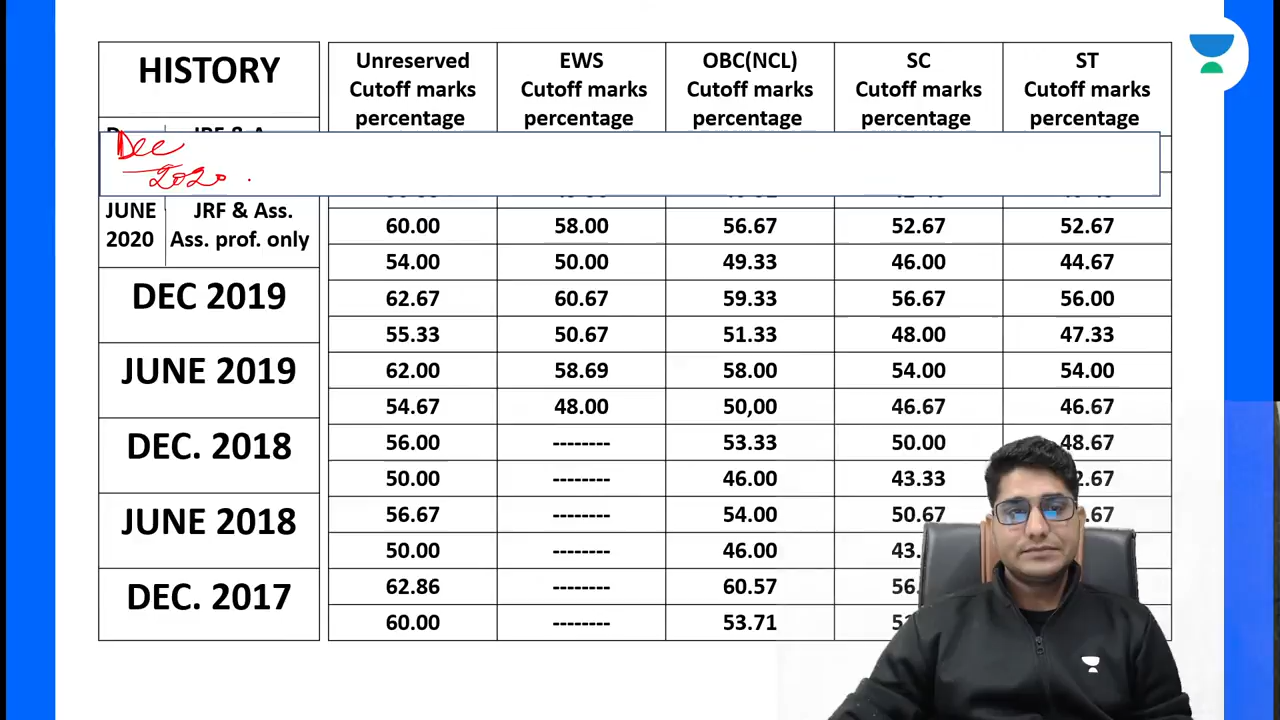 HISTORY
Unreserved Cutoff marks percentage
EWS Cutoff marks percentage
OBC(NCL) Cutoff marks percentage
SC Cutoff marks percentage
ST Cutoff marks percentage
Dec
2020
JUNE 2020
JRF & Ass.
Ass. prof. only
60.00 58.00 56.67 52.67 52.67
54.00 50.00 49.33 46.00 44.67
DEC 2019
62.67 60.67 59.33 56.67 56.00
55.33 50.67 51.33 48.00 47.33
JUNE 2019
62.00 58.69 58.00 54.00 54.00
54.67 48.00 50,00 46.67 46.67
DEC. 2018
56.00 -------- 53.33 50.00 48.67
50.00 -------- 46.00 43.33
JUNE 2018
56.67 -------- 54.00 50.67
50.00 -------- 46.00
DEC. 2017
62.86 -------- 60.57
60.00 -------- 53.71